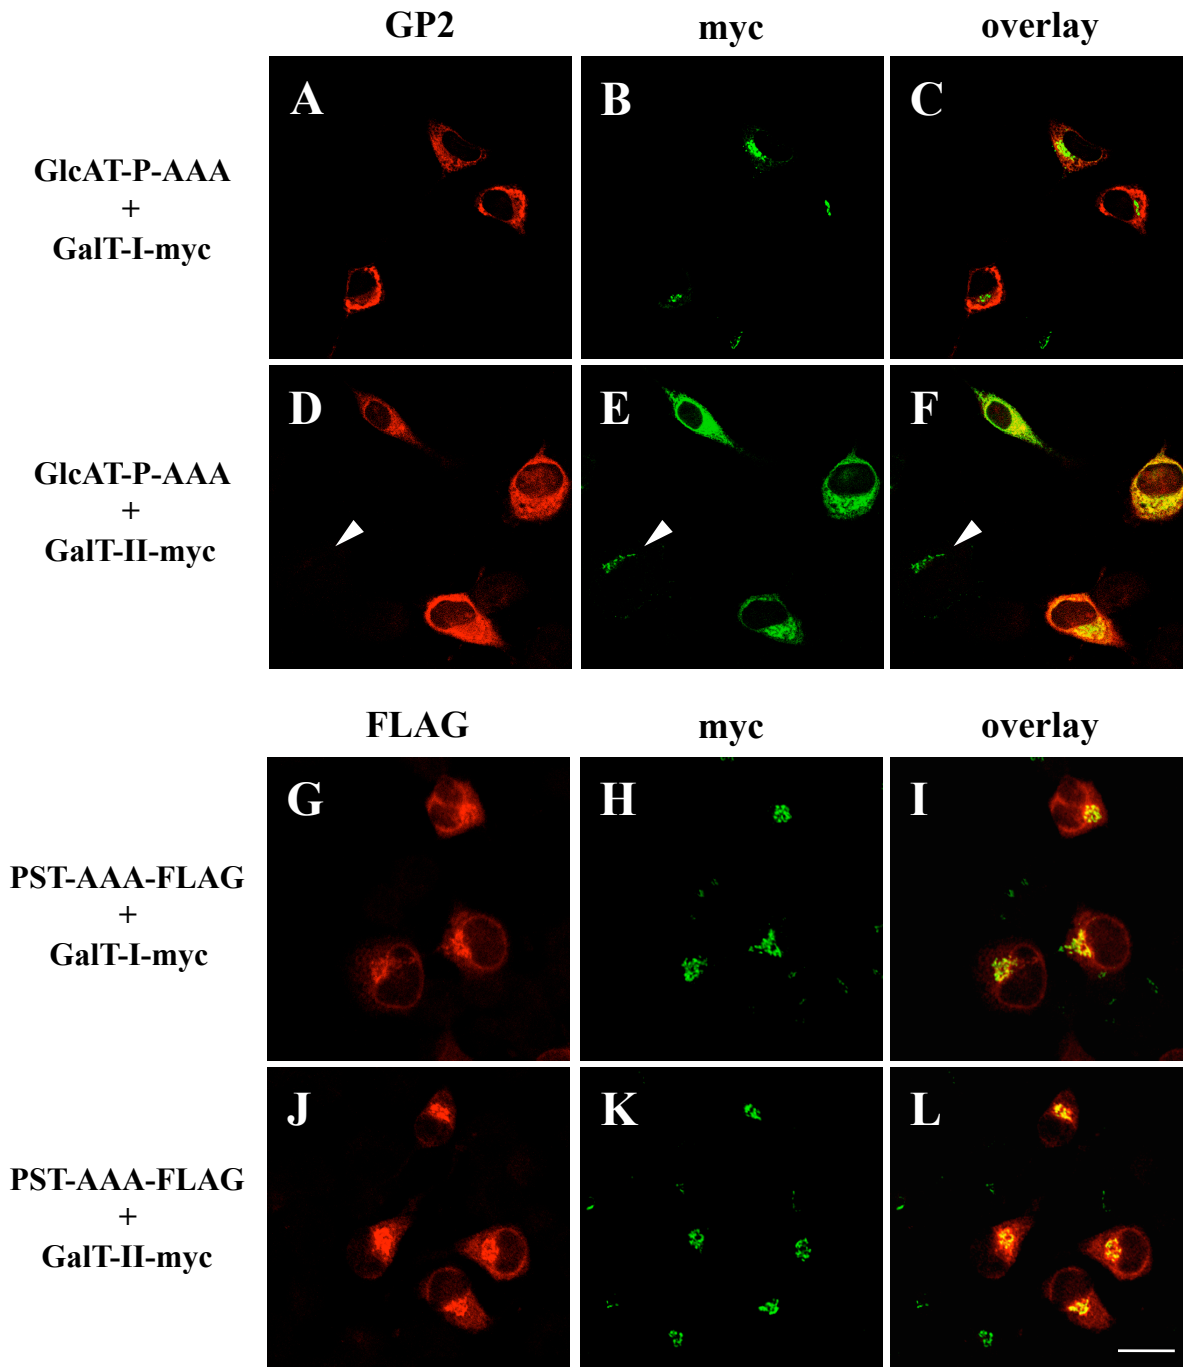 GP2 myc overlay
A B C
GlcAT-P-AAA
+
GalT-I-myc
D E F
GlcAT-P-AAA
+
GalT-II-myc
FLAG myc overlay
G H I
PST-AAA-FLAG
+
GalT-I-myc
J K L
PST-AAA-FLAG
+
GalT-II-myc